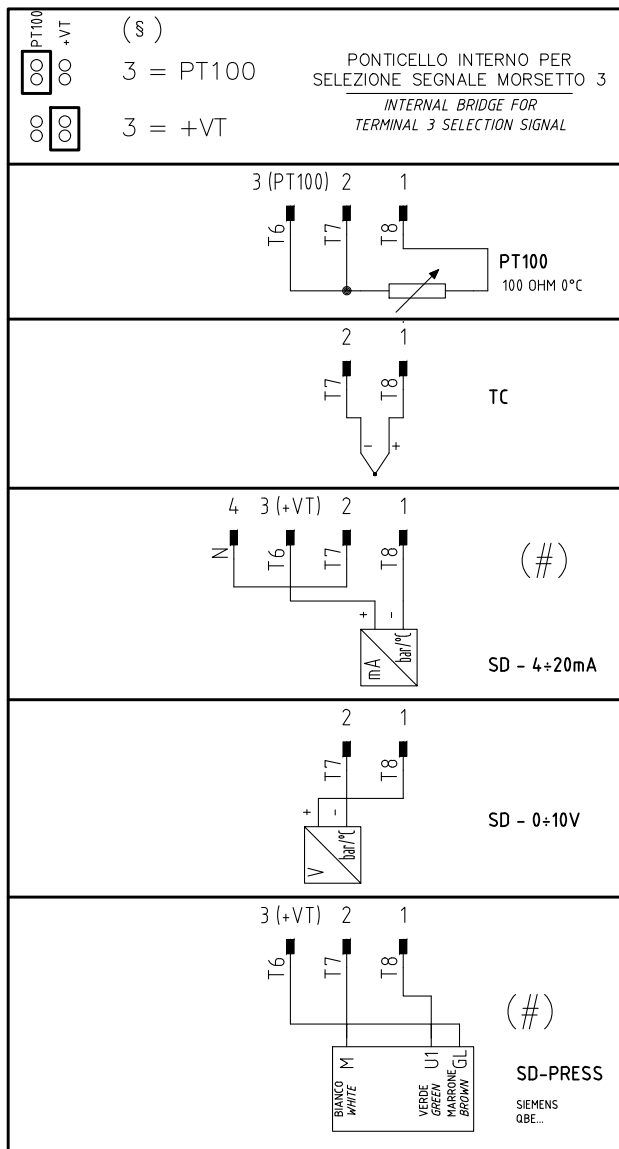 PT100 +VT
(§)
3 = PT100
3 = +VT
PONTICELLO INTERNO PER
SELEZIONE SEGNALE MORSETTO 3
INTERNAL BRIDGE FOR
TERMINAL 3 SELECTION SIGNAL
3 (PT100) 2 1
T6 T7 T8
PT100
100 OHM 0°C
2 1
T7 T8
TC
- +
4 3 (+VT) 2 1
N T6 T7 T8
(#)
+ -
mA bar/°C
SD - 4÷20mA
2 1
T7 T8
+ -
V bar/°C
SD - 0÷10V
3 (+VT) 2 1
T6 T7 T8
(#)
M U1 GL
BIANCO
WHITE
VERDE
GREEN
MARRONE
BROWN
SD-PRESS
SIEMENS
QBE...